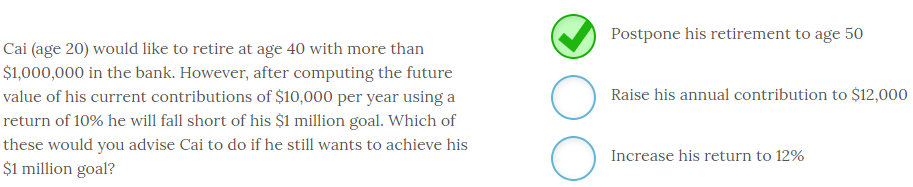 Cai (age 20) would like to retire at age 40 with more than
$1,000,000 in the bank. However, after computing the future
value of his current contributions of $10,000 per year using a
return of 10% he will fall short of his $1 million goal. Which of
these would you advise Cai to do if he still wants to achieve his
$1 million goal?
Postpone his retirement to age 50
Raise his annual contribution to $12,000
Increase his return to 12%